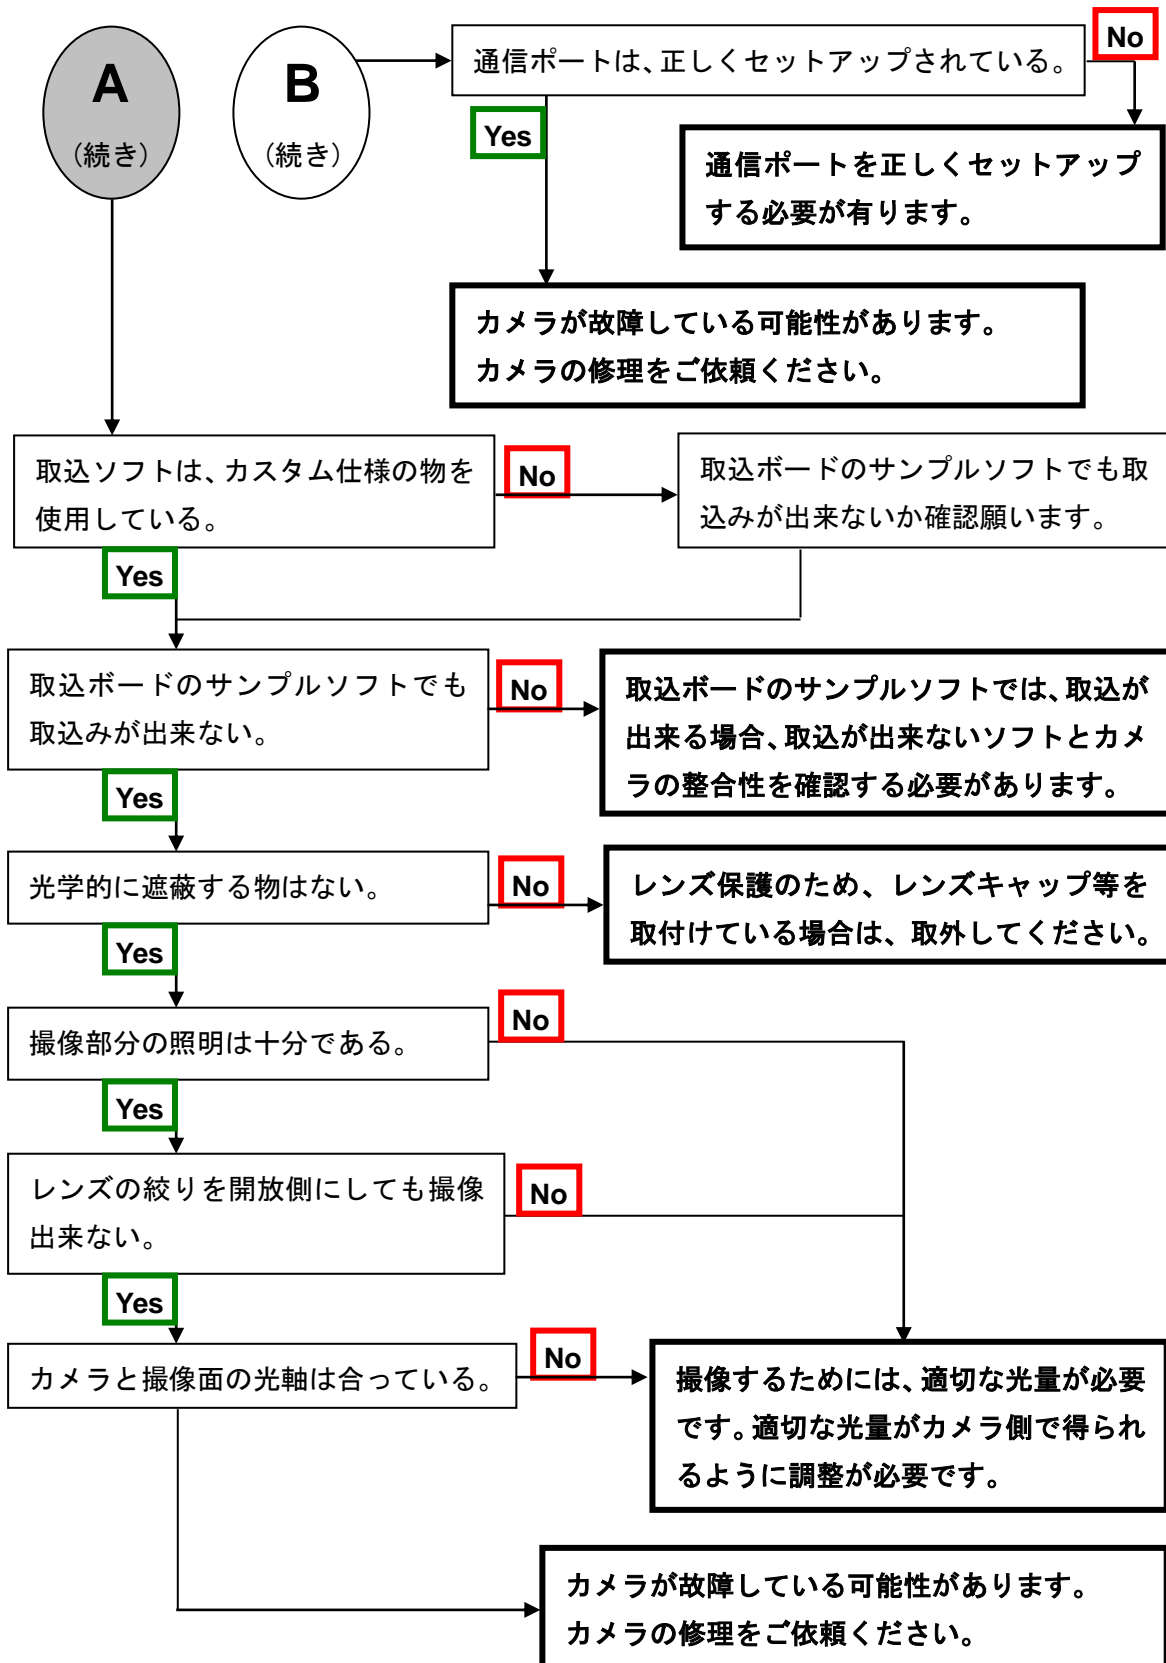 A
(続き)
B
(続き)
通信ポートは、正しくセットアップされている。
No
Yes
通信ポートを正しくセットアップ
する必要が有ります。
カメラが故障している可能性があります。
カメラの修理をご依頼ください。
取込ソフトは、カスタム仕様の物を
使用している。
No
取込ボードのサンプルソフトでも取
込みが出来ないか確認願います。
Yes
取込ボードのサンプルソフトでも
取込みが出来ない。
No
取込ボードのサンプルソフトでは、取込が
出来る場合、取込が出来ないソフトとカメ
ラの整合性を確認する必要があります。
Yes
光学的に遮蔽する物はない。
No
レンズ保護のため、レンズキャップ等を
取付けている場合は、取外してください。
Yes
撮像部分の照明は十分である。
No
Yes
レンズの絞りを開放側にしても撮像
出来ない。
No
Yes
カメラと撮像面の光軸は合っている。
No
撮像するためには、適切な光量が必要
です。適切な光量がカメラ側で得られ
るように調整が必要です。
カメラが故障している可能性があります。
カメラの修理をご依頼ください。